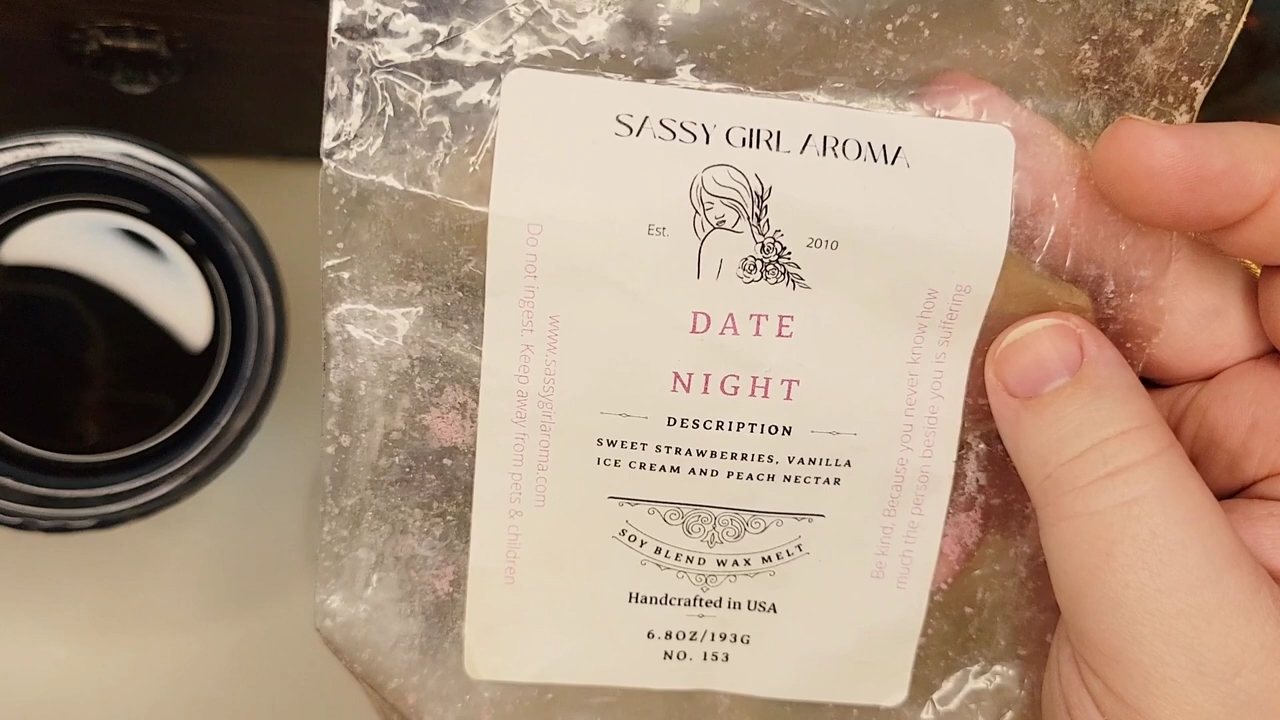 SASSY GIRL AROMA
Est. 2010
DATE
NIGHT
DESCRIPTION
SWEET STRAWBERRIES, VANILLA
ICE CREAM AND PEACH NECTAR
SOY BLEND WAX MELT
Handcrafted in USA
6.8OZ/193G
NO. 153
www.sassygirlaroma.com
Do not ingest. Keep away from pets & children
Be kind. Because you never know how
much the person beside you is suffering